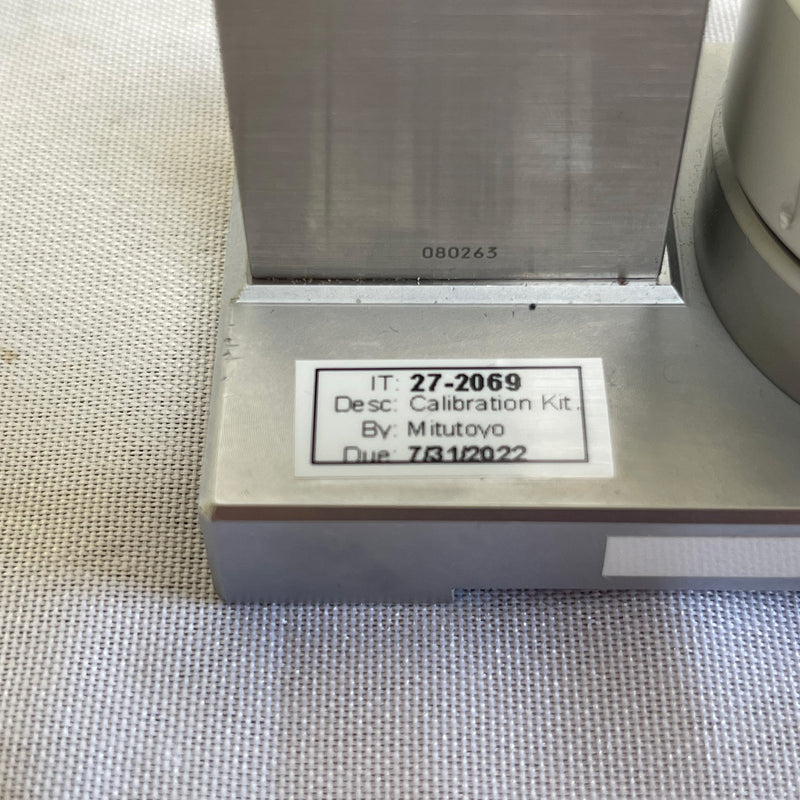 080263
IT: 27-2069
Desc: Calibration Kit.
By: Mitutoyo
Due: 7/31/2022